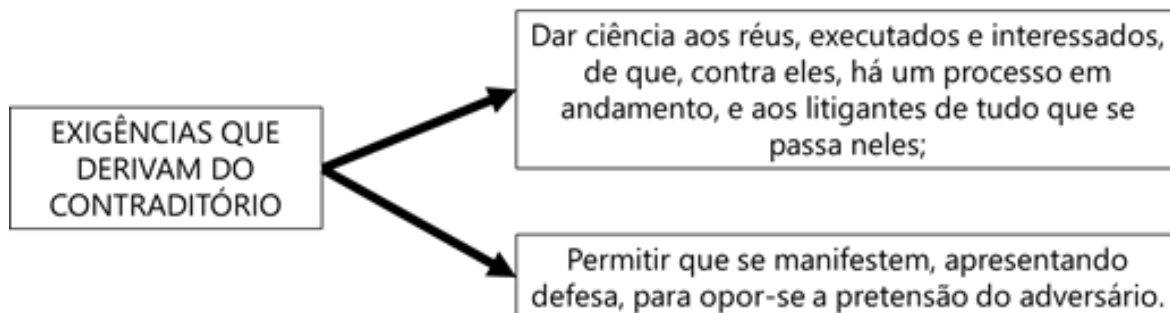 EXIGÊNCIAS QUE
DERIVAM DO
CONTRADITÓRIO
Dar ciência aos réus, executados e interessados,
de que, contra eles, há um processo em
andamento, e aos litigantes de tudo que se
passa neles;
Permitir que se manifestem, apresentando
defesa, para opor-se a pretensão do adversário.